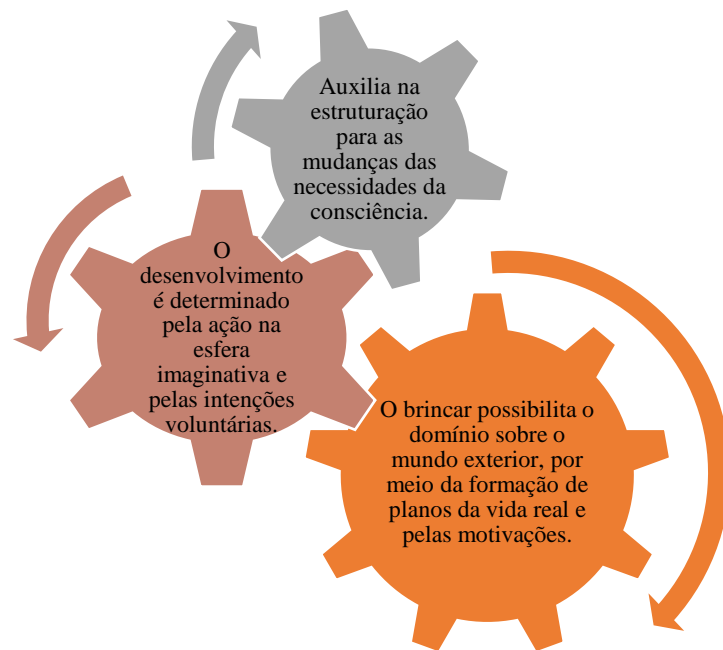 Auxilia na
estruturação
para as
mudanças das
necessidades da
consciência.
O
desenvolvimento
é determinado
pela ação na
esfera
imaginativa e
pelas intenções
voluntárias.
O brincar possibilita o
domínio sobre o
mundo exterior, por
meio da formação de
planos da vida real e
pelas motivações.